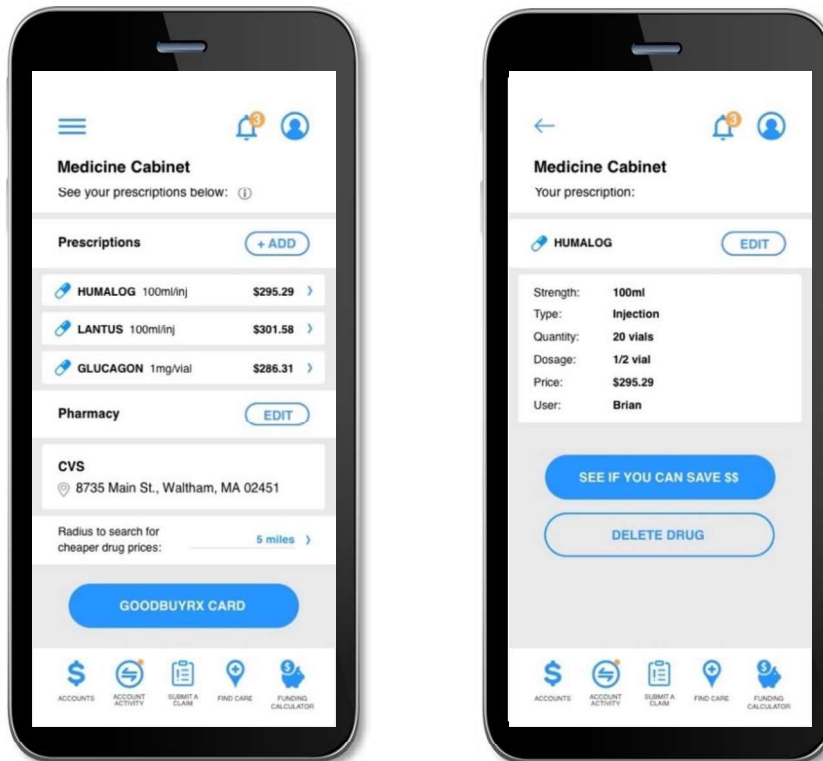 3
Medicine Cabinet
See your prescriptions below: i
Prescriptions + ADD
HUMALOG 100ml/inj $295.29
LANTUS 100ml/inj $301.58
GLUCAGON 1mg/vial $286.31
Pharmacy EDIT
CVS
8735 Main St., Waltham, MA 02451
Radius to search for
cheaper drug prices: 5 miles
GOODBUYRX CARD
$ $
ACCOUNTS ACCOUNT SUBMIT A FIND CARE FUNDING
ACTIVITY CLAIM CALCULATOR
3
Medicine Cabinet
Your prescription:
HUMALOG EDIT
Strength: 100ml
Type: Injection
Quantity: 20 vials
Dosage: 1/2 vial
Price: $295.29
User: Brian
SEE IF YOU CAN SAVE $$
DELETE DRUG
$ $
ACCOUNTS ACCOUNT SUBMIT A FIND CARE FUNDING
ACTIVITY CLAIM CALCULATOR